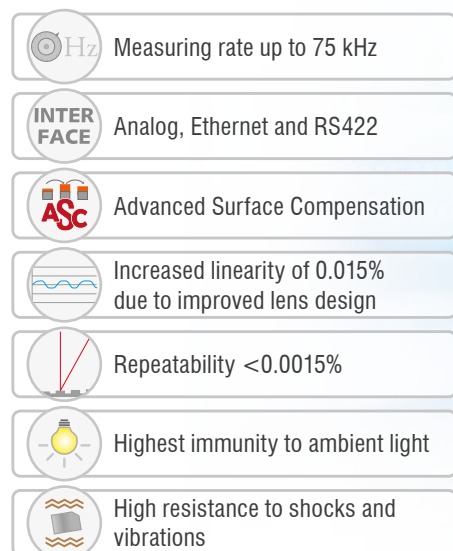 Hz
Measuring rate up to 75 kHz
INTER
FACE
Analog, Ethernet and RS422
ASC
Advanced Surface Compensation
Increased linearity of 0.015%
due to improved lens design
Repeatability <0.0015%
Highest immunity to ambient light
High resistance to shocks and
vibrations